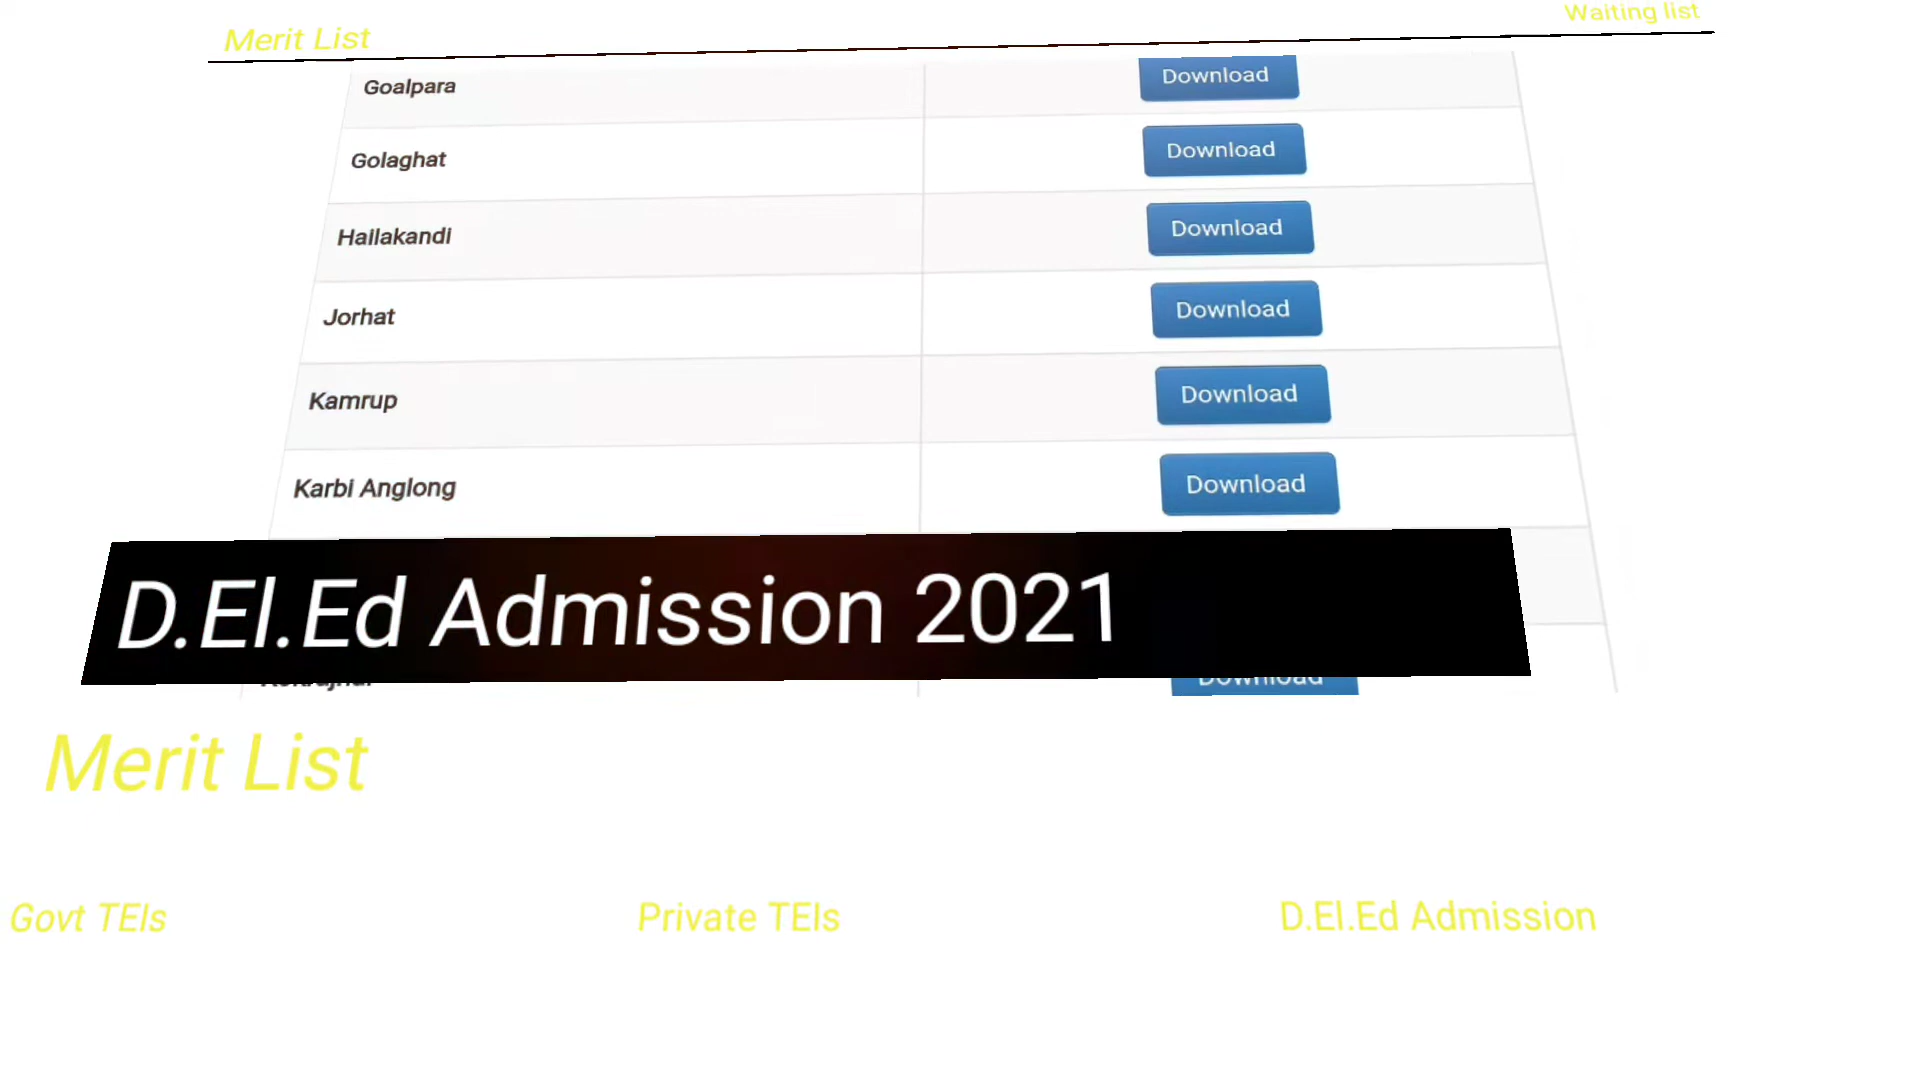 Merit List
Waiting list
Goalpara
Download
Golaghat
Download
Hailakandi
Download
Jorhat
Download
Kamrup
Download
Karbi Anglong
Download
D.El.Ed Admission 2021
Download
Merit List
Govt TEIs
Private TEIs
D.El.Ed Admission